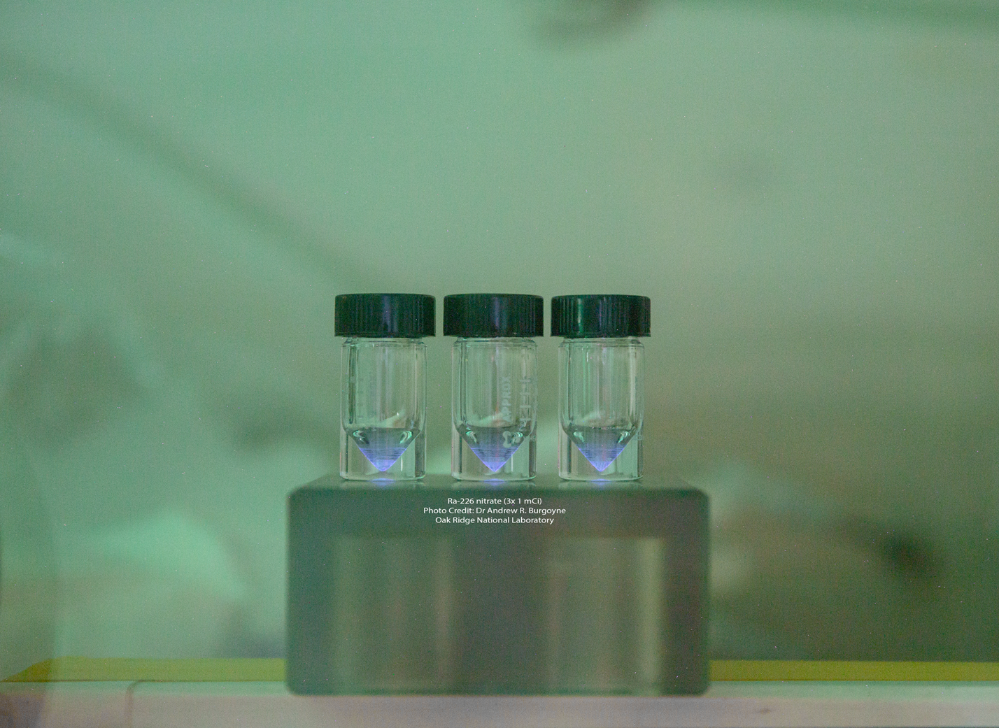 APPROX
Ra-226 nitrate (3x 1 mCi)
Photo Credit: Dr Andrew R. Burgoyne
Oak Ridge National Laboratory